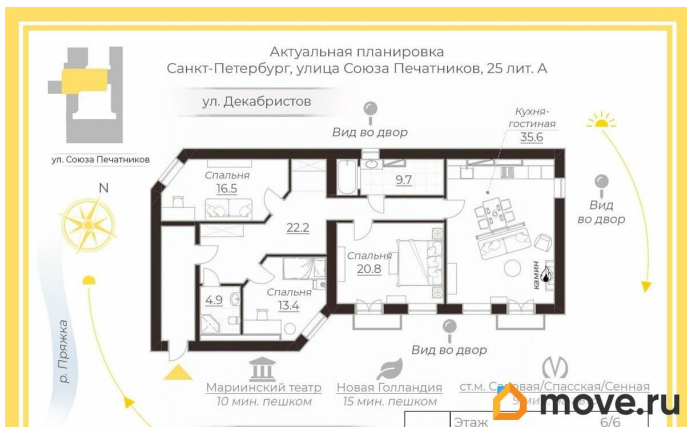 Актуальная планировка
Санкт-Петербург, улица Союза Печатников, 25 лит. А
ул. Декабристов
Вид во двор
Кухня-
гостиная
35.6
ул. Союза Печатников
Спальня
16.5
9.7
N
22.2
Вид
во двор
Спальня
20.8
4.9
Спальня
13.4
камин
р. Пряжка
Вид во двор
Мариинский театр
10 мин. пешком
Новая Голландия
15 мин. пешком
ст.м. Садовая/Спасская/Сенная
move.ru
Этаж 6/6